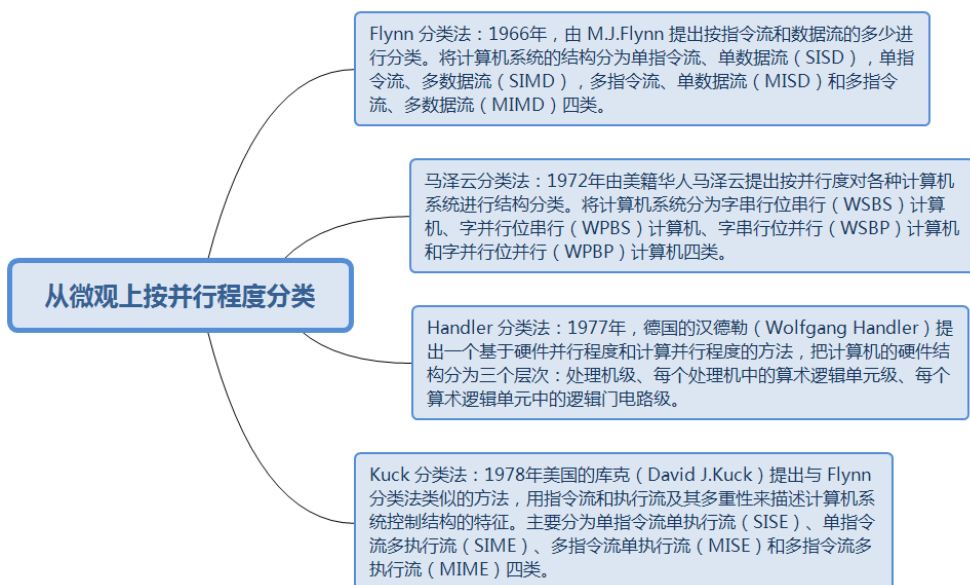 Flynn 分类法：1966年，由 M.J.Flynn 提出按指令流和数据流的多少进
行分类。将计算机系统的结构分为单指令流、单数据流（SISD），单指
令流、多数据流（SIMD），多指令流、单数据流（MISD）和多指令
流、多数据流（MIMD）四类。
马泽云分类法：1972年由美籍华人马泽云提出按并行度对各种计算机
系统进行结构分类。将计算机系统分为字串行位串行（WSBS）计算
机、字并行位串行（WPBS）计算机、字串行位并行（WSBP）计算机
和字并行位并行（WPBP）计算机四类。
从微观上按并行程度分类
Handler 分类法：1977年，德国的汉德勒（Wolfgang Handler）提
出一个基于硬件并行程度和计算并行程度的方法，把计算机的硬件结
构分为三个层次：处理机级、每个处理机中的算术逻辑单元级、每个
算术逻辑单元中的逻辑门电路级。
Kuck 分类法：1978年美国的库克（David J.Kuck）提出与 Flynn
分类法类似的方法，用指令流和执行流及其多重性来描述计算机系
统控制结构的特征。主要分为单指令流单执行流（SISE）、单指令
流多执行流（SIME）、多指令流单执行流（MISE）和多指令流多
执行流（MIME）四类。